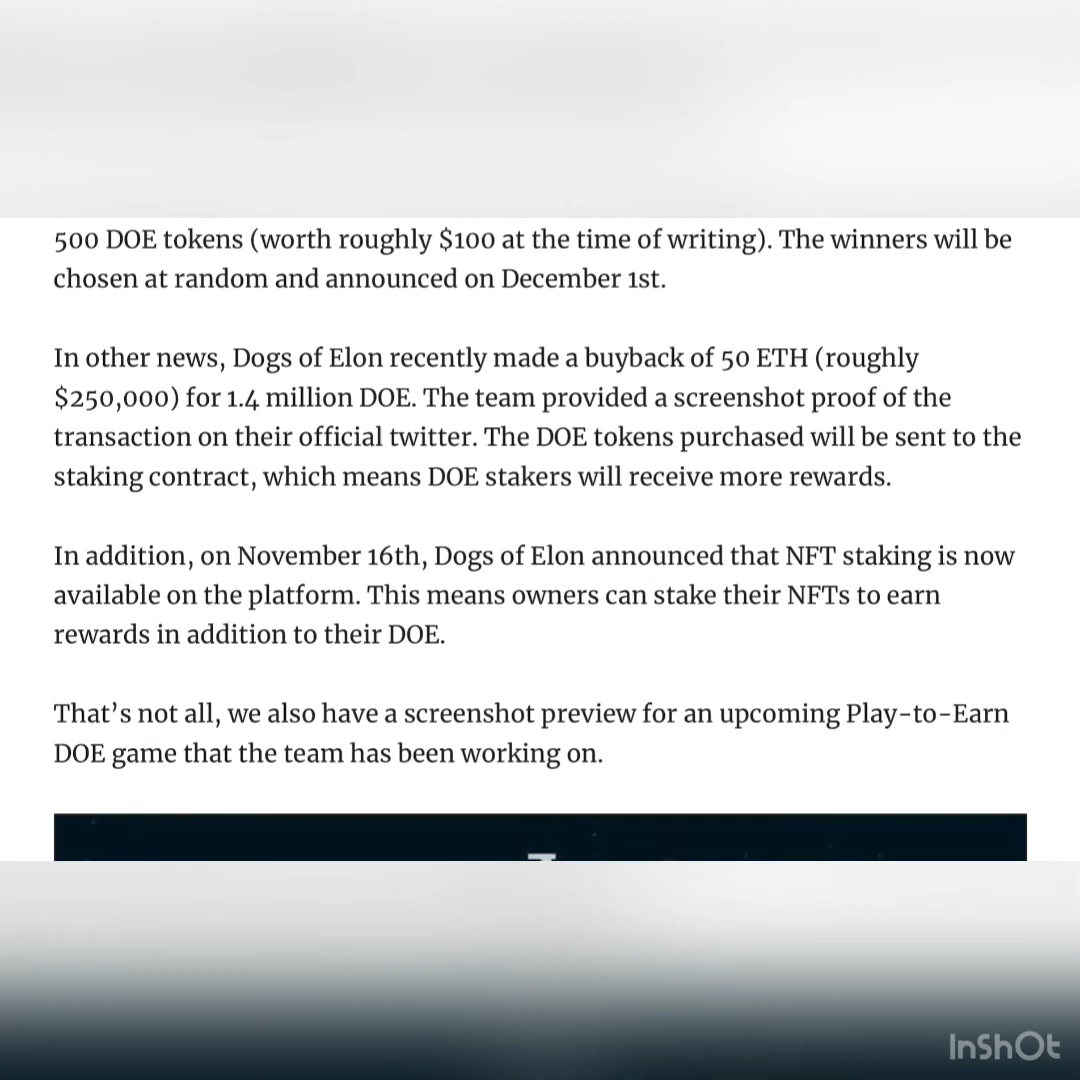 500 DOE tokens (worth roughly $100 at the time of writing). The winners will be
chosen at random and announced on December 1st.
In other news, Dogs of Elon recently made a buyback of 50 ETH (roughly
$250,000) for 1.4 million DOE. The team provided a screenshot proof of the
transaction on their official twitter. The DOE tokens purchased will be sent to the
staking contract, which means DOE stakers will receive more rewards.
In addition, on November 16th, Dogs of Elon announced that NFT staking is now
available on the platform. This means owners can stake their NFTs to earn
rewards in addition to their DOE.
That’s not all, we also have a screenshot preview for an upcoming Play-to-Earn
DOE game that the team has been working on.
InShOt